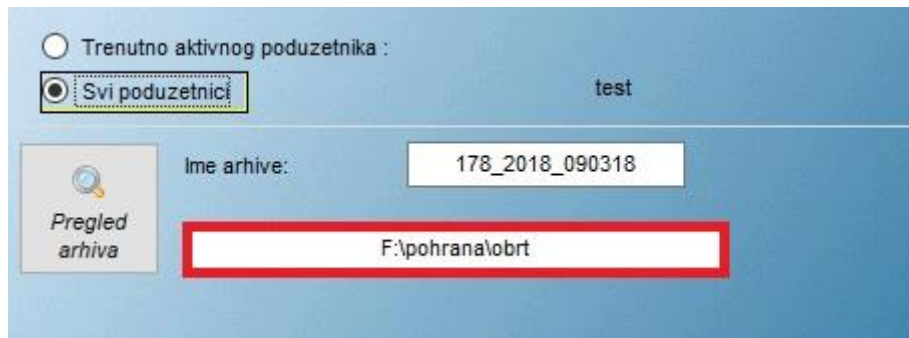 Trenutno aktivnog poduzetnika :
Svi poduzetnici
test
Ime arhive:
178_2018_090318
Pregled
arhiva
F:\pohrana\obrt